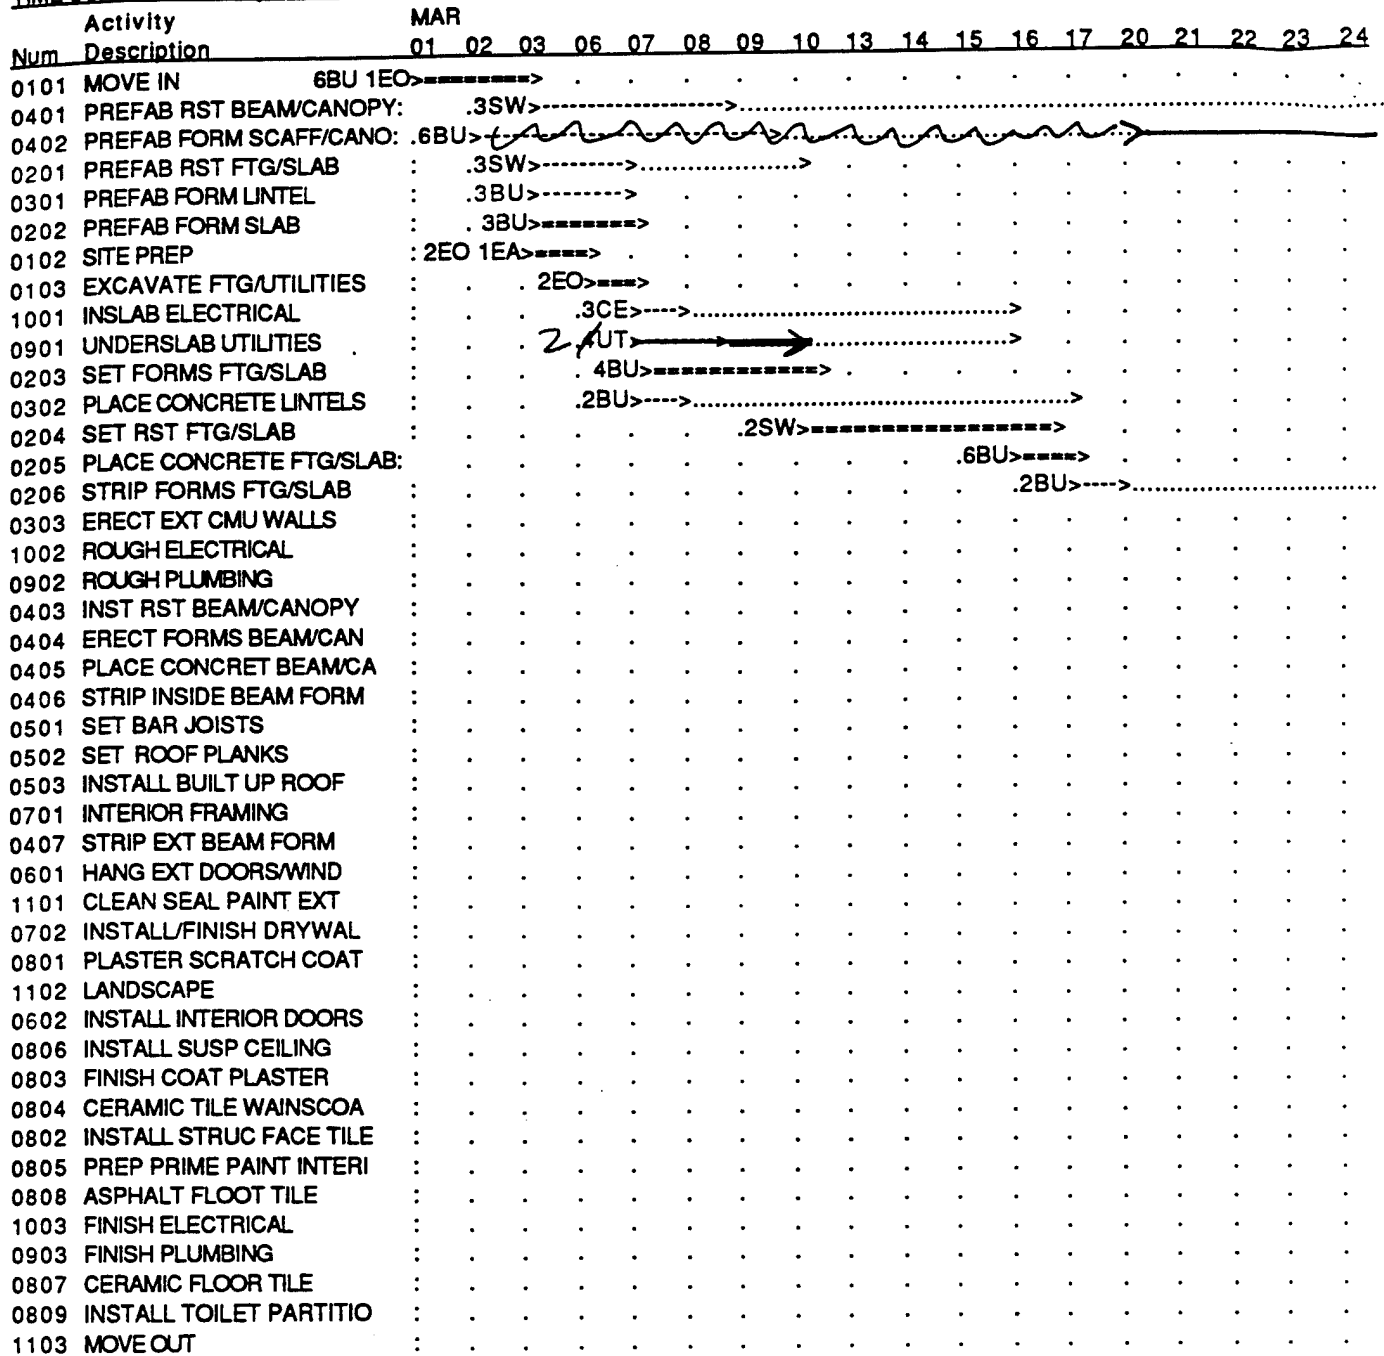 Activity MAR
Num Description 01 02 03 06 07 08 09 10 13 14 15 16 17 20 21 22 23 24
0101 MOVE IN 6BU 1EO>========>
0401 PREFAB RST BEAM/CANOPY: .3SW>------------------->
0402 PREFAB FORM SCAFF/CANO: .6BU>
0201 PREFAB RST FTG/SLAB : .3SW>--------->.................>
0301 PREFAB FORM LINTEL : .3BU>-------->
0202 PREFAB FORM SLAB : . 3BU>=======>
0102 SITE PREP : 2EO 1EA>====>
0103 EXCAVATE FTG/UTILITIES : . . 2EO>===>
1001 INSLAB ELECTRICAL : . . .3CE>---->...................................>
0901 UNDERSLAB UTILITIES : . . 2 UT>
0203 SET FORMS FTG/SLAB : . . . 4BU>============>
0302 PLACE CONCRETE LINTELS : . . .2BU>---->...........................................>
0204 SET RST FTG/SLAB : . . . . . .2SW>==================>
0205 PLACE CONCRETE FTG/SLAB: .6BU>====>
0206 STRIP FORMS FTG/SLAB : .2BU>---->..............................
0303 ERECT EXT CMU WALLS :
1002 ROUGH ELECTRICAL :
0902 ROUGH PLUMBING :
0403 INST RST BEAM/CANOPY :
0404 ERECT FORMS BEAM/CAN :
0405 PLACE CONCRET BEAM/CA :
0406 STRIP INSIDE BEAM FORM :
0501 SET BAR JOISTS :
0502 SET ROOF PLANKS :
0503 INSTALL BUILT UP ROOF :
0701 INTERIOR FRAMING :
0407 STRIP EXT BEAM FORM :
0601 HANG EXT DOORS/WIND :
1101 CLEAN SEAL PAINT EXT :
0702 INSTALL/FINISH DRYWAL :
0801 PLASTER SCRATCH COAT :
1102 LANDSCAPE :
0602 INSTALL INTERIOR DOORS :
0806 INSTALL SUSP CEILING :
0803 FINISH COAT PLASTER :
0804 CERAMIC TILE WAINSCOA :
0802 INSTALL STRUC FACE TILE :
0805 PREP PRIME PAINT INTERI :
0808 ASPHALT FLOOT TILE :
1003 FINISH ELECTRICAL :
0903 FINISH PLUMBING :
0807 CERAMIC FLOOR TILE :
0809 INSTALL TOILET PARTITIO :
1103 MOVE OUT :